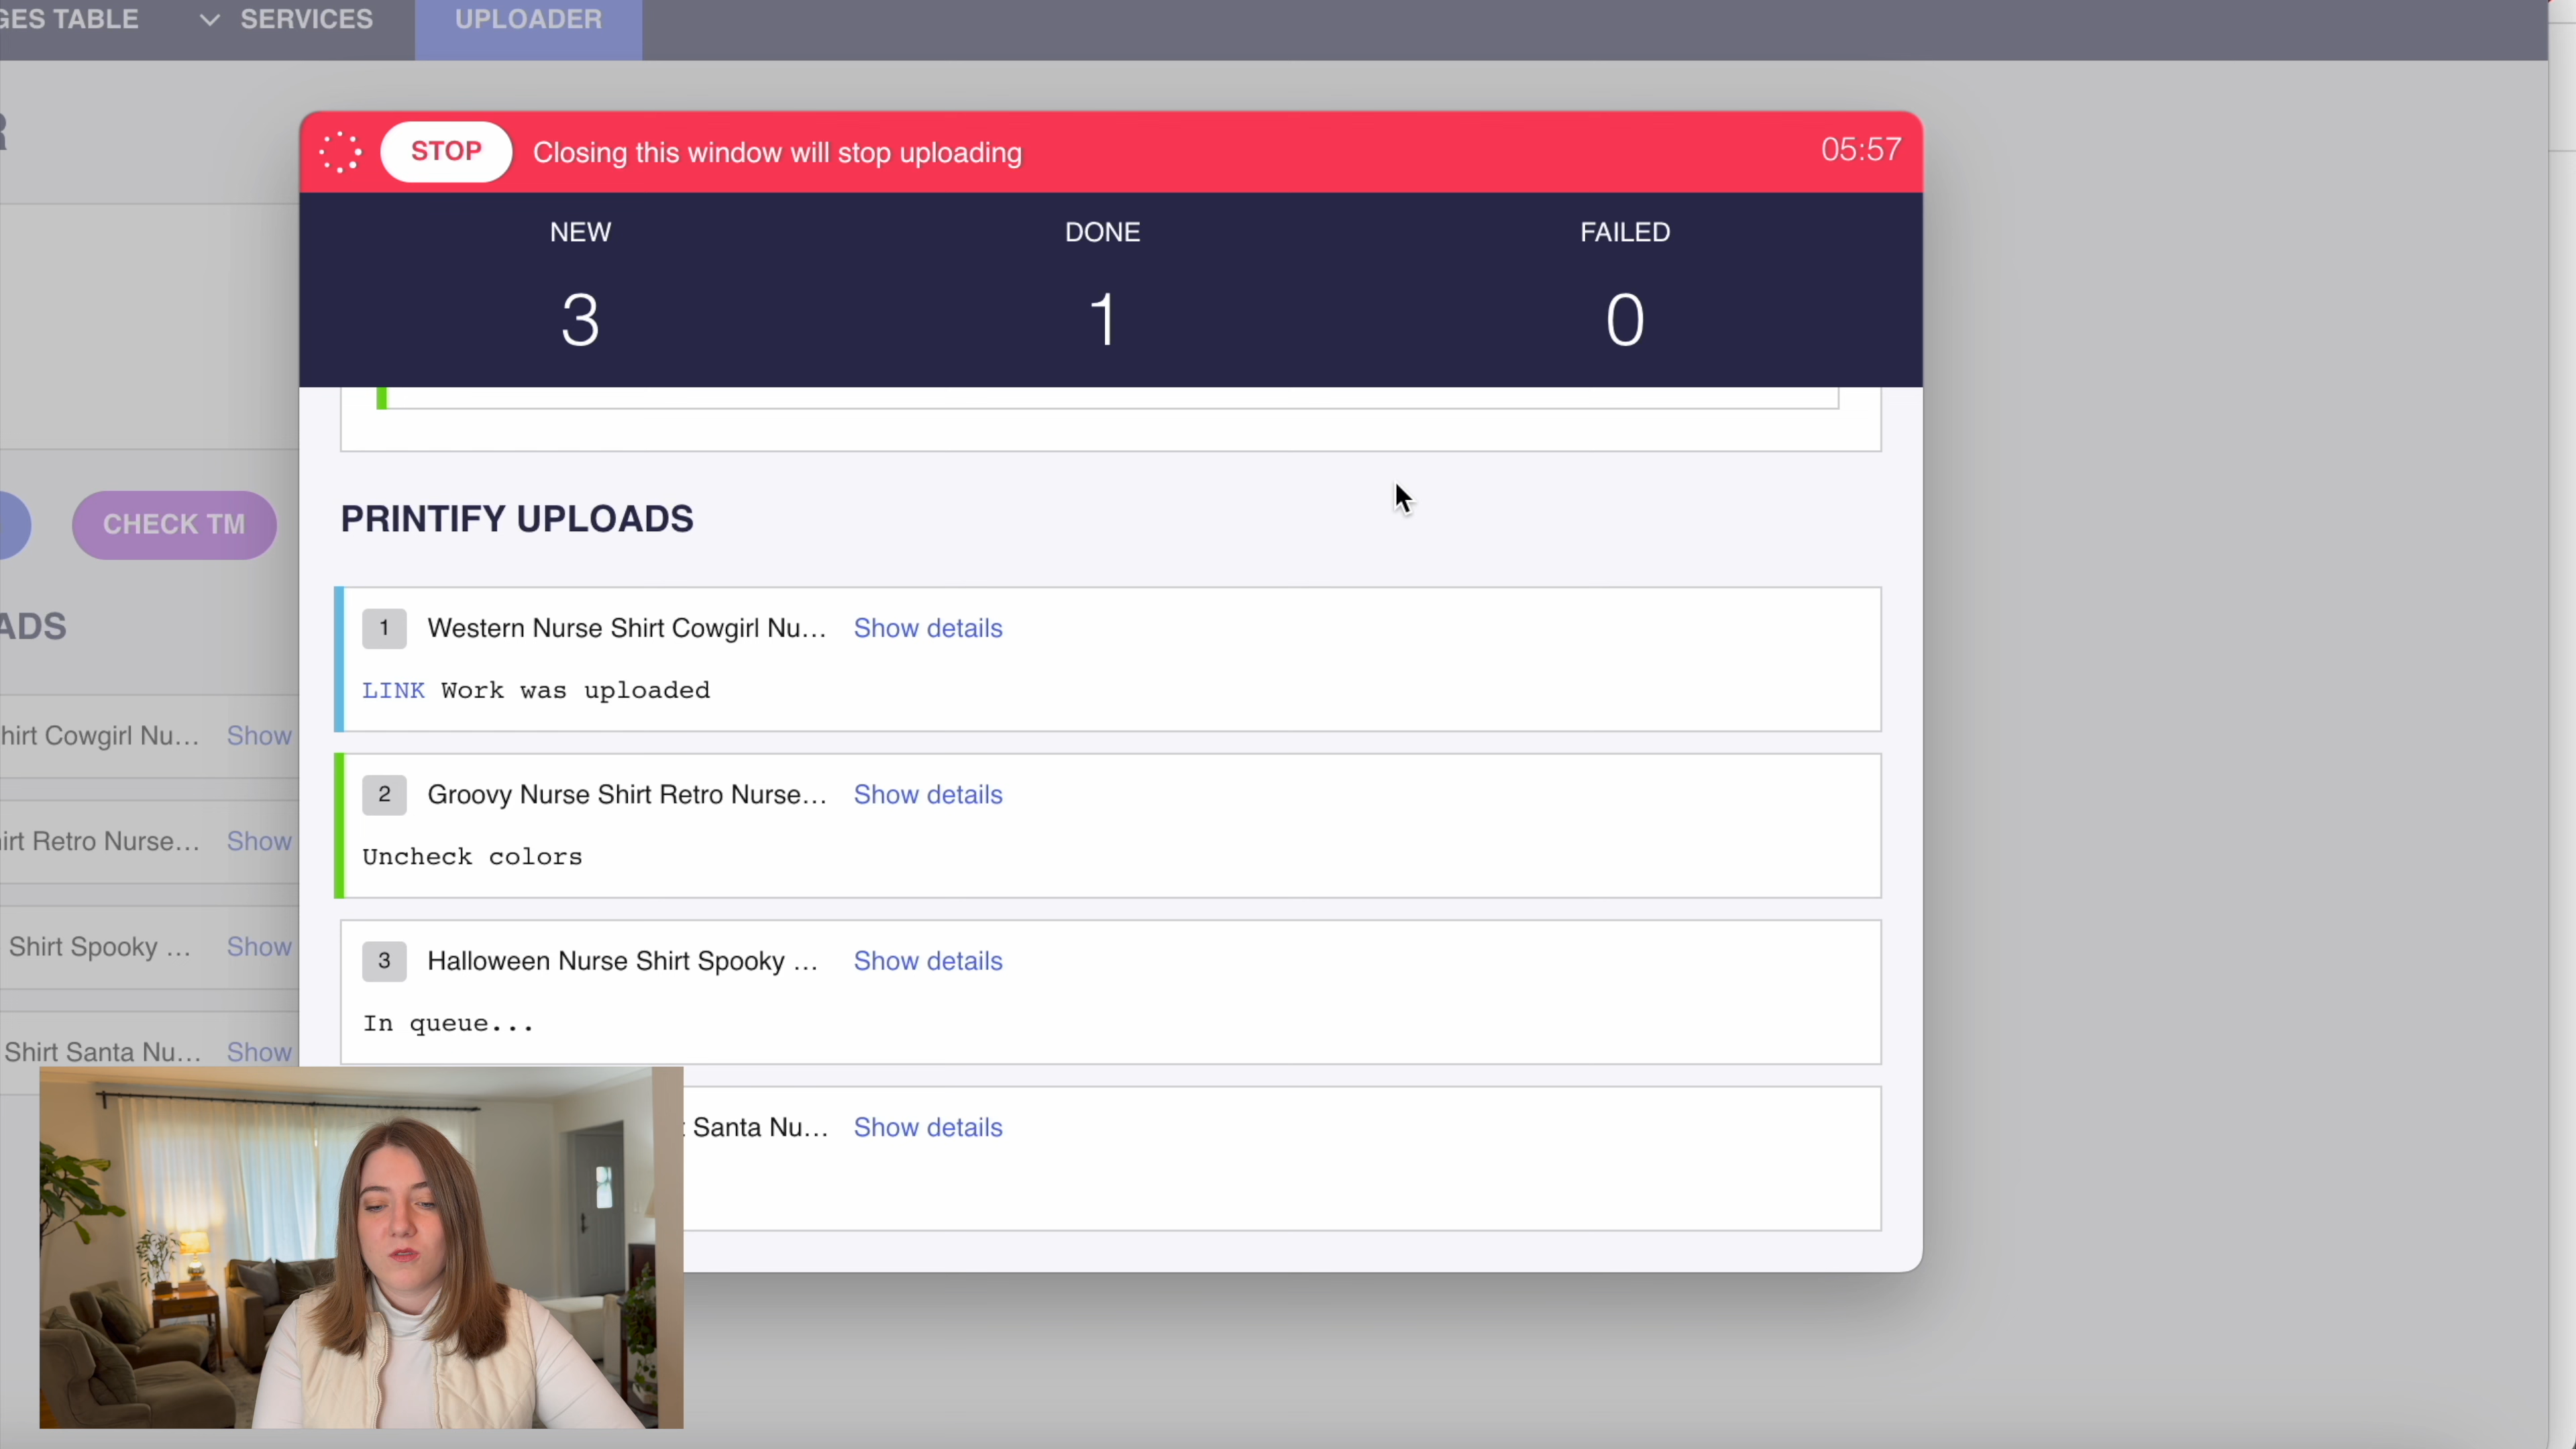 GES TABLE SERVICES UPLOADER
R
STOP Closing this window will stop uploading 05:57
NEW DONE FAILED
3 1 0
PRINTIFY UPLOADS
CHECK TM
1 Western Nurse Shirt Cowgirl Nu... Show details
ADS
LINK Work was uploaded
hirt Cowgirl Nu... Show
2 Groovy Nurse Shirt Retro Nurse... Show details
irt Retro Nurse... Show
Uncheck colors
3 Halloween Nurse Shirt Spooky ... Show details
Shirt Spooky ... Show
In queue...
Shirt Santa Nu... Show
Santa Nu... Show details